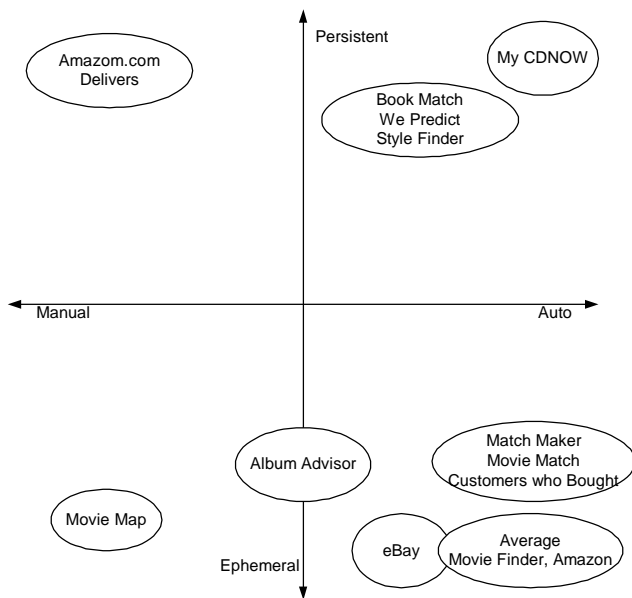 Persistent
Amazom.com
Delivers
My CDNOW
Book Match
We Predict
Style Finder
Manual
Auto
Album Advisor
Match Maker
Movie Match
Customers who Bought
Movie Map
eBay
Average
Movie Finder, Amazon
Ephemeral